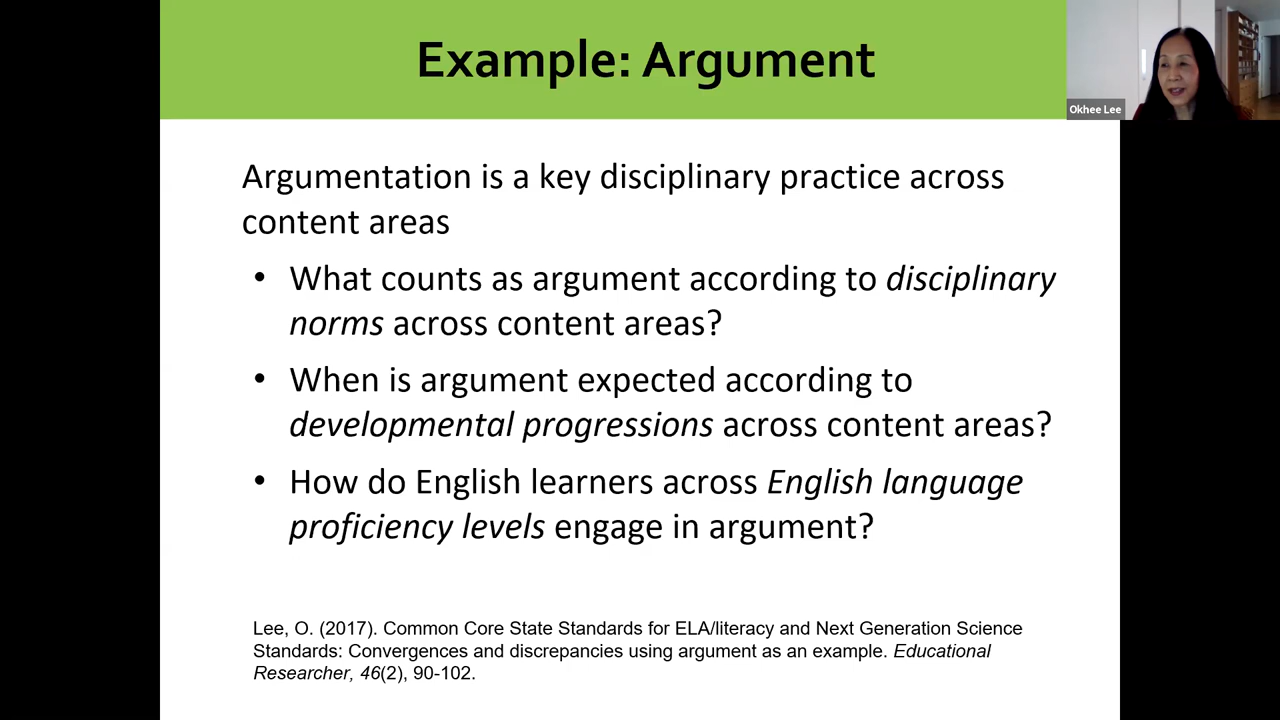 Example: Argument
Okhee Lee
Argumentation is a key disciplinary practice across
content areas
• What counts as argument according to disciplinary
norms across content areas?
• When is argument expected according to
developmental progressions across content areas?
• How do English learners across English language
proficiency levels engage in argument?
Lee, O. (2017). Common Core State Standards for ELA/literacy and Next Generation Science
Standards: Convergences and discrepancies using argument as an example. Educational
Researcher, 46(2), 90-102.